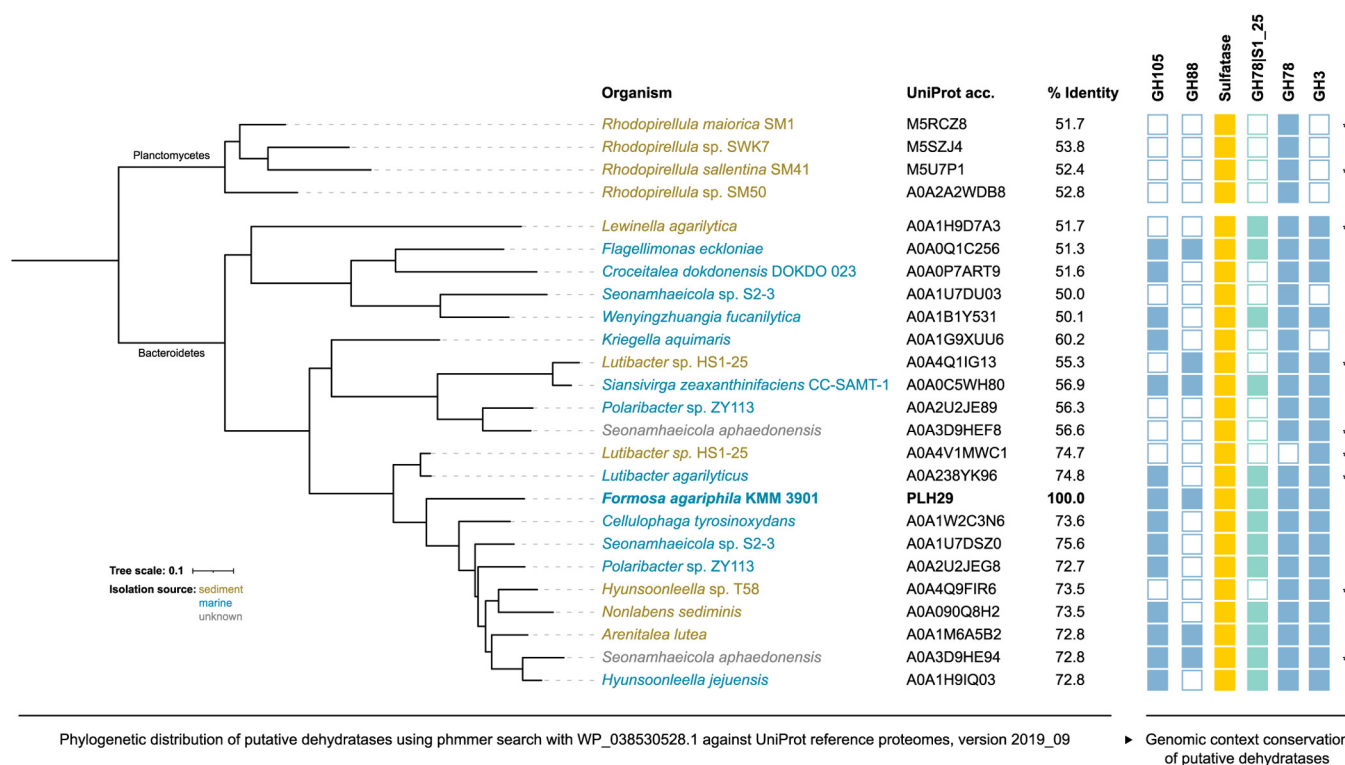 GH105 GH88 Sulfatase GH78|S1_25 GH78 GH3
Organism UniProt acc. % Identity
Rhodopirellula maiorica SM1 M5RCZ8 51.7
Planctomycetes
Rhodopirellula sp. SWK7 M5SZJ4 53.8
Rhodopirellula sallentina SM41 M5U7P1 52.4
Rhodopirellula sp. SM50 A0A2A2WDB8 52.8
Lewinella agarilytica A0A1H9D7A3 51.7
Flagellimonas eckloniae A0A0Q1C256 51.3
Croceitalea dokdonensis DOKDO 023 A0A0P7ART9 51.6
Seonamhaeicola sp. S2-3 A0A1U7DU03 50.0
Wenyingzhuangia fucanilytica A0A1B1Y531 50.1
Kriegella aquimaris A0A1G9XUU6 60.2
Bacteroidetes
Lutibacter sp. HS1-25 A0A4Q1IG13 55.3
Siansivirga zeaxanthinifaciens CC-SAMT-1 A0A0C5WH80 56.9
Polaribacter sp. ZY113 A0A2U2JE89 56.3
Seonamhaeicola aphaedonensis A0A3D9HEF8 56.6
Lutibacter sp. HS1-25 A0A4V1MWC1 74.7
Lutibacter agarilyticus A0A238YK96 74.8
Formosa agariphila KMM 3901 PLH29 100.0
Cellulophaga tyrosinoxydans A0A1W2C3N6 73.6
Seonamhaeicola sp. S2-3 A0A1U7DSZ0 75.6
Polaribacter sp. ZY113 A0A2U2JEG8 72.7
Tree scale: 0.1
Isolation source: sediment
marine
unknown
Hyunsoonleella sp. T58 A0A4Q9FIR6 73.5
Nonlabens sediminis A0A090Q8H2 73.5
Arenitalea lutea A0A1M6A5B2 72.8
Seonamhaeicola aphaedonensis A0A3D9HE94 72.8
Hyunsoonleella jejuensis A0A1H9IQ03 72.8
Phylogenetic distribution of putative dehydratases using phmmer search with WP_038530528.1 against UniProt reference proteomes, version 2019_09
► Genomic context conservation
of putative dehydratases